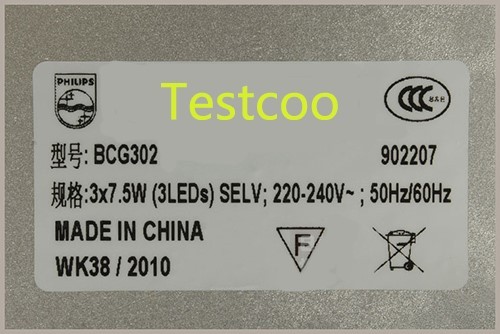 PHILIPS
Testcoo
CCC S&E
型号: BCG302 902207
规格:3x7.5W (3LEDs) SELV; 220-240V~ ; 50Hz/60Hz
MADE IN CHINA
WK38 / 2010
F